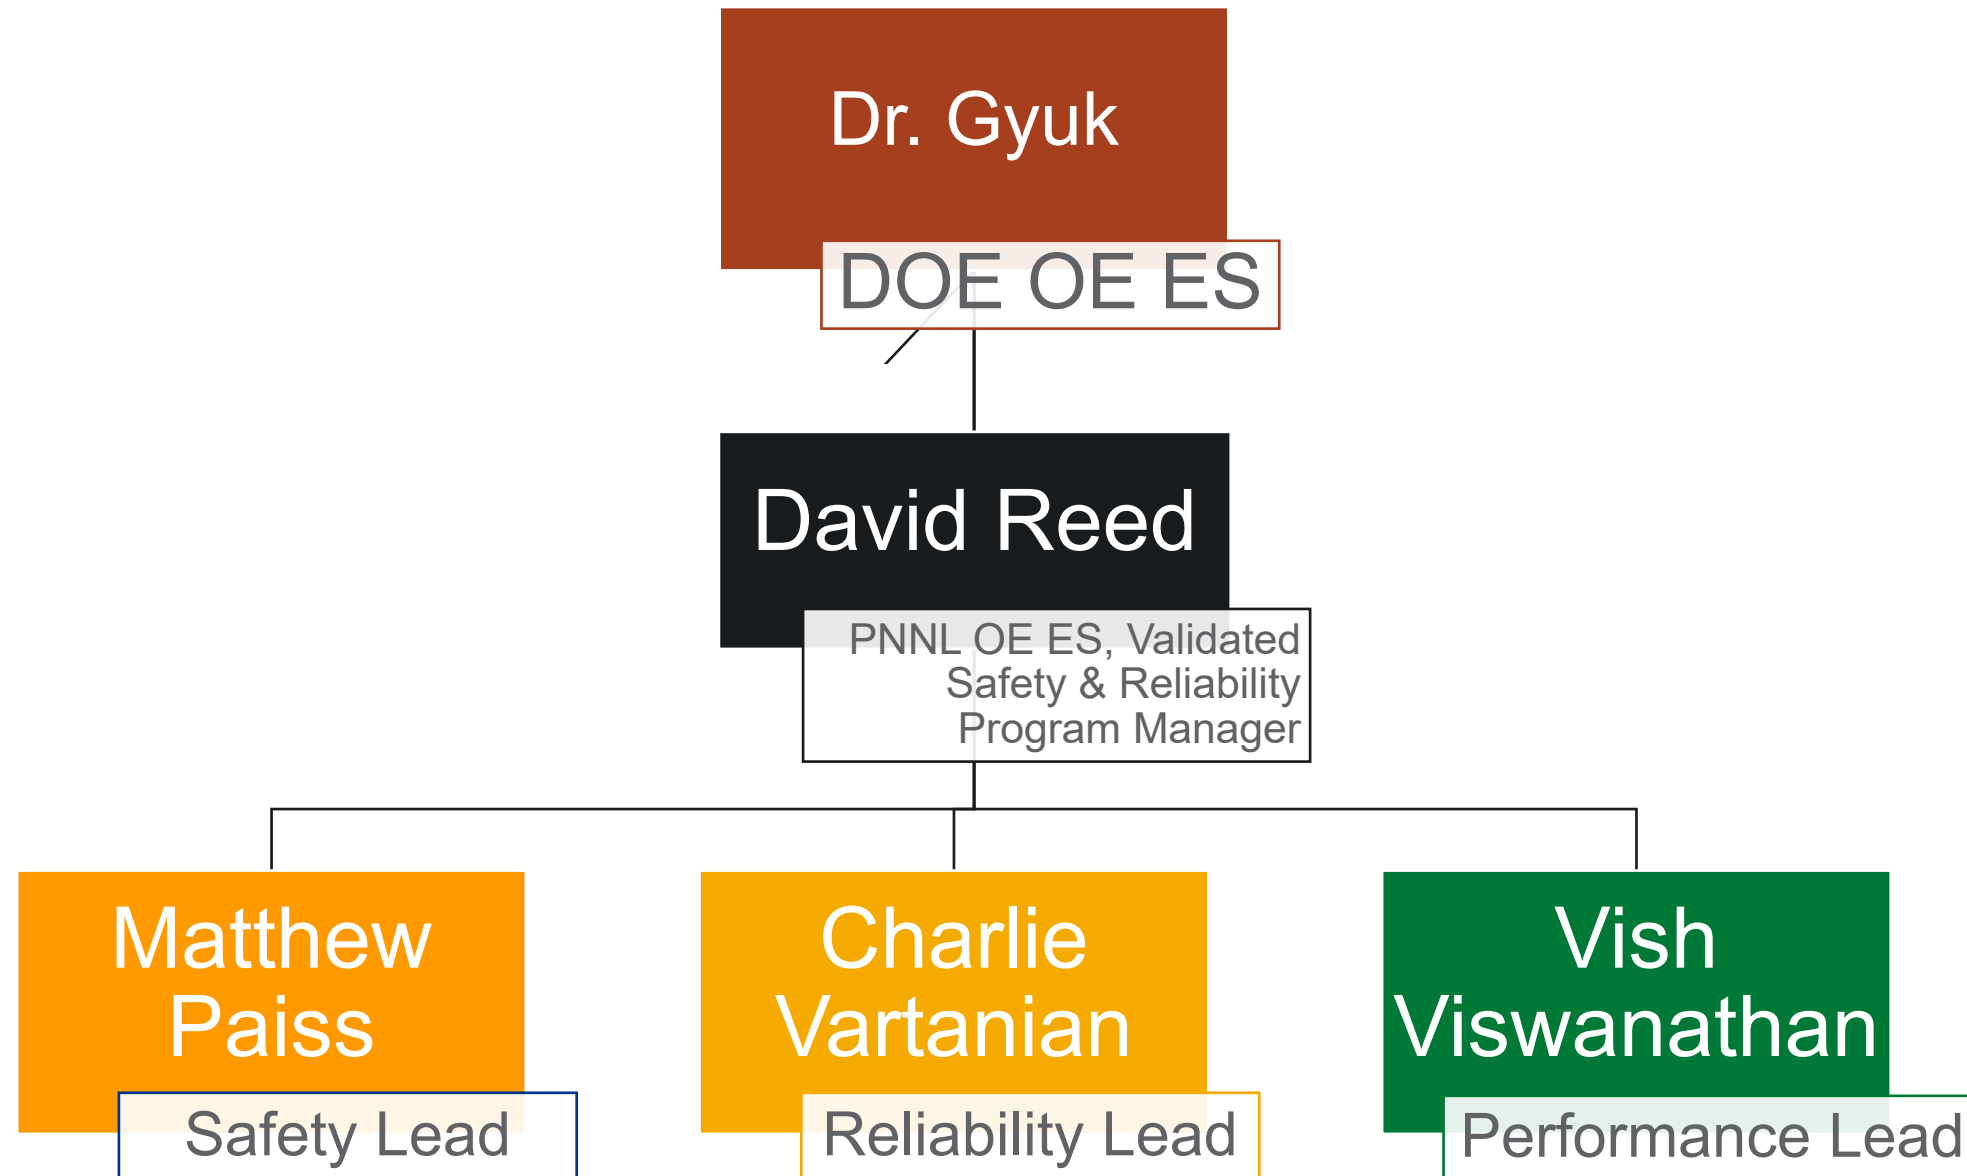 Dr. Gyuk
DOE OE ES
David Reed
PNNL OE ES, Validated
Safety & Reliability
Program Manager
Matthew
Paiss
Safety Lead
Charlie
Vartanian
Reliability Lead
Vish
Viswanathan
Performance Lead